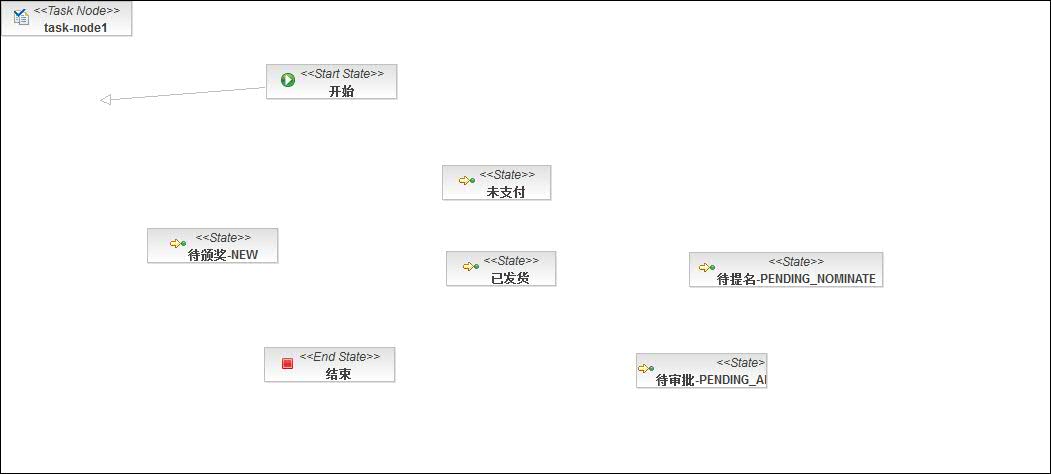 <<Task Node>>
task-node1
<<Start State>>
开始
<<State>>
未支付
<<State>>
待颁奖-NEW
<<State>>
已发货
<<State>>
待提名-PENDING_NOMINATE
<<End State>>
结束
<<State>
待审批-PENDING_A